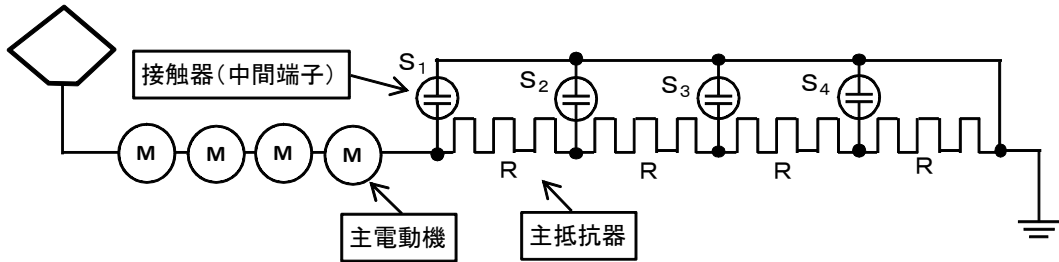 接触器(中間端子)
S₁
S₂
S₃
S₄
M M M M
R R R R
主電動機
主抵抗器